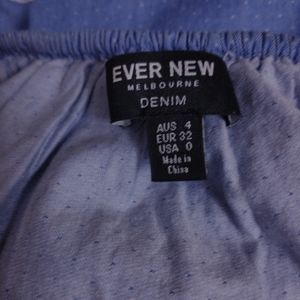 EVER NEW
MELBOURNE
DENIM
AUS 4
EUR 32
USA 0
Made in
China